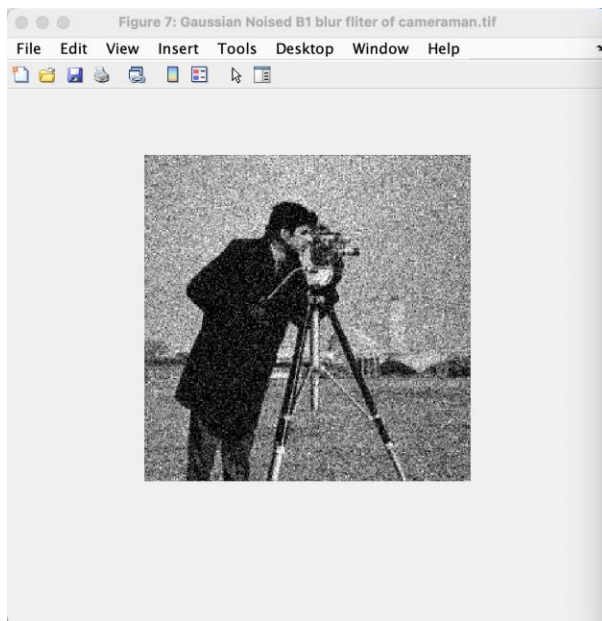 Figure 7: Gaussian Noised B1 blur fliter of cameraman.tif
File Edit View Insert Tools Desktop Window Help